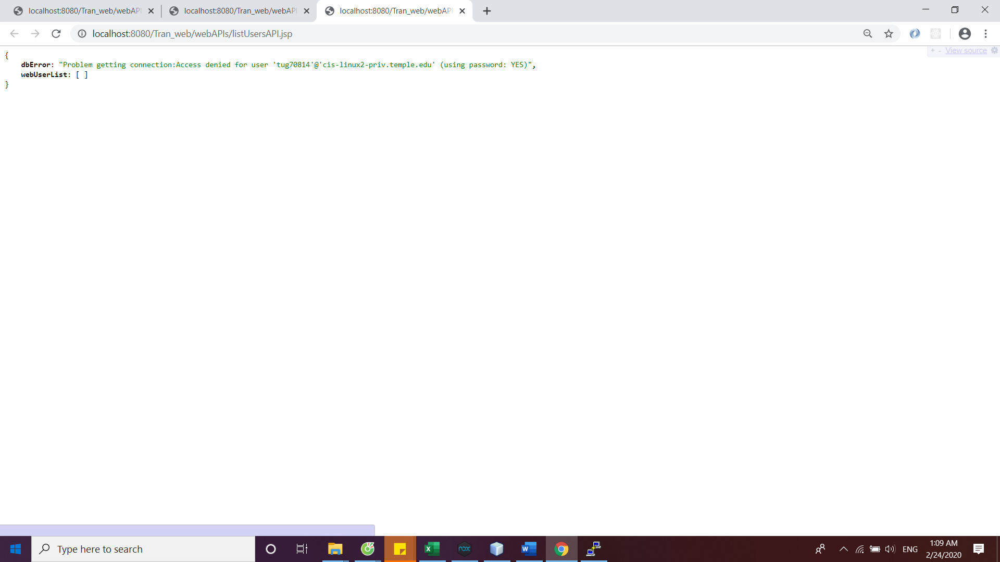 localhost:8080/Tran_web/webAPI
localhost:8080/Tran_web/webAPI
localhost:8080/Tran_web/webAPI
localhost:8080/Tran_web/webAPIs/listUsersAPI.jsp
+ - View source
{
dbError: "Problem getting connection:Access denied for user 'tug70814'@'cis-linux2-priv.temple.edu' (using password: YES)",
webUserList: [ ]
}
Type here to search
nox
ENG
1:09 AM
2/24/2020